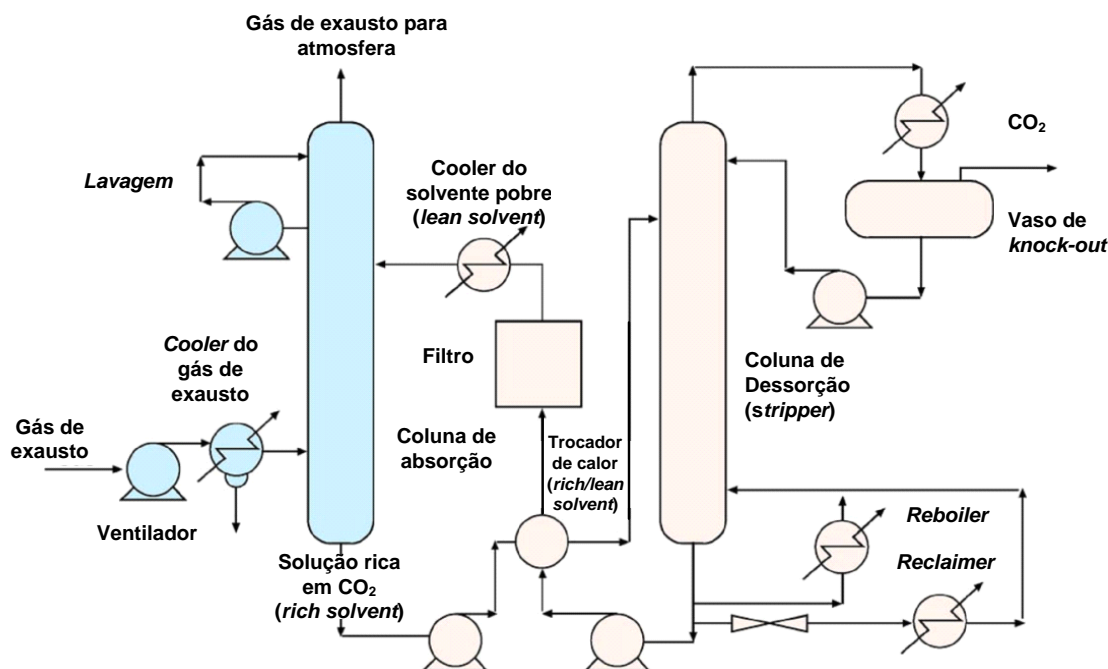 Gás de exausto para
atmosfera
CO₂
Lavagem
Cooler do
solvente pobre
(lean solvent)
Vaso de
knock-out
Cooler do
gás de
exausto
Filtro
Coluna de
Dessorção
(stripper)
Gás de
exausto
Coluna de
absorção
Trocador
de calor
(rich/lean
solvent)
Ventilador
Reboiler
Solução rica
em CO₂
(rich solvent)
Reclaimer